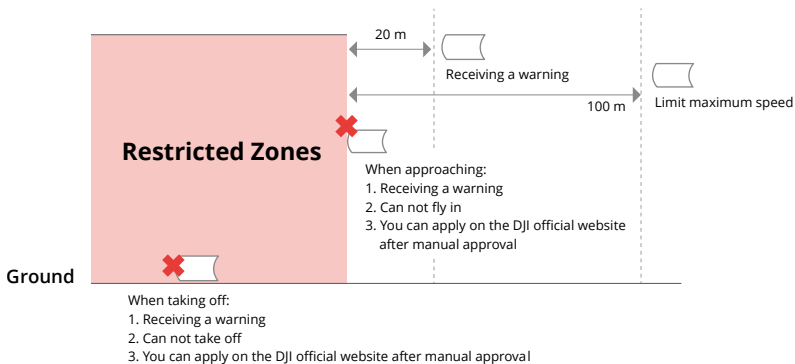 20 m
Receiving a warning
100 m
Limit maximum speed
Restricted Zones
When approaching:
1. Receiving a warning
2. Can not fly in
3. You can apply on the DJI official website
after manual approval
Ground
When taking off:
1. Receiving a warning
2. Can not take off
3. You can apply on the DJI official website after manual approval